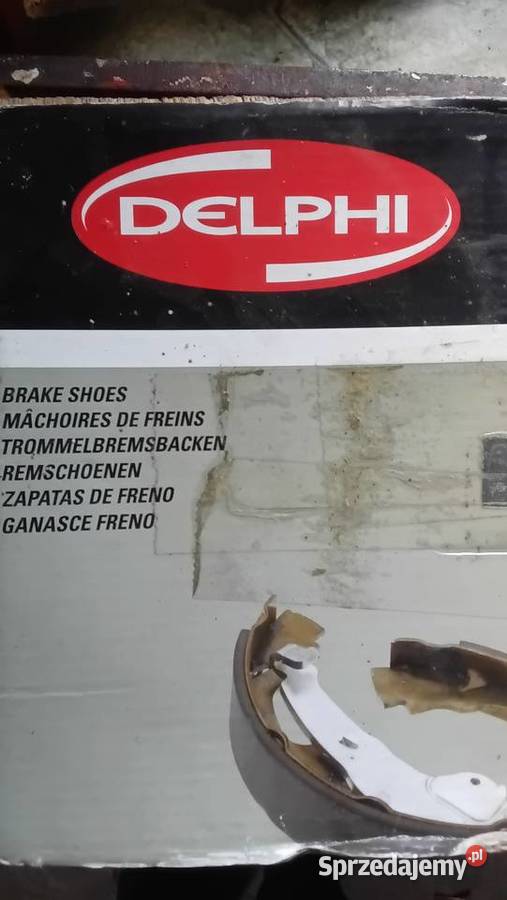 DELPHI
BRAKE SHOES
MÂCHOIRES DE FREINS
TROMMELBREMSBACKEN
REMSCHOENEN
ZAPATAS DE FRENO
GANASCE FRENO
Sprzedajemy.pl